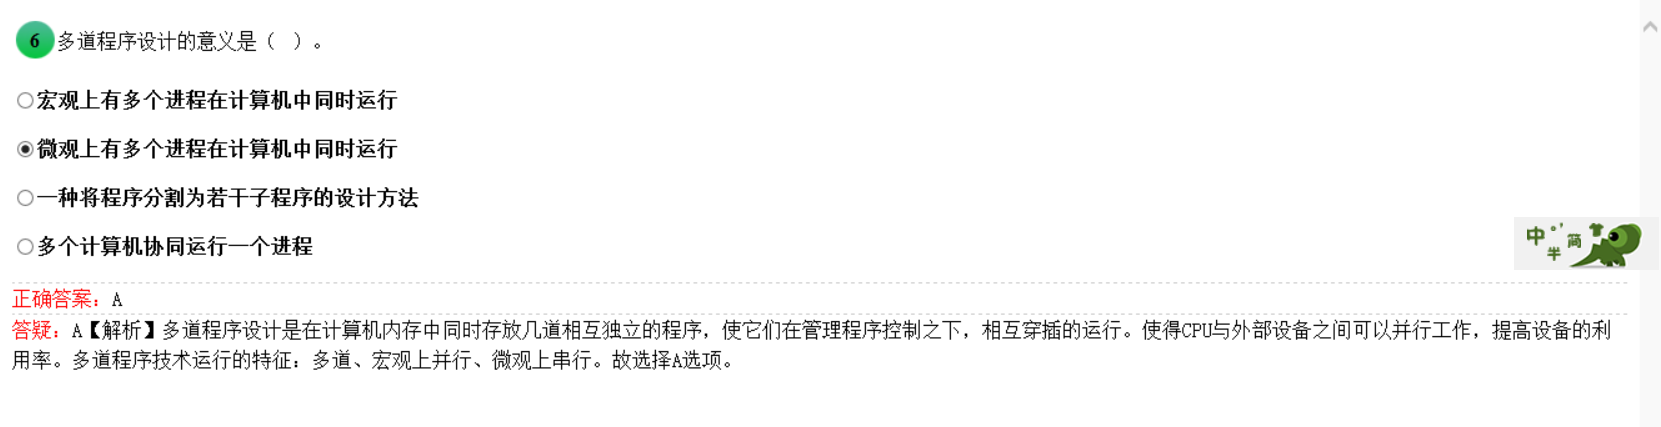 6 多道程序设计的意义是（ ）。
宏观上有多个进程在计算机中同时运行
微观上有多个进程在计算机中同时运行
一种将程序分割为若干子程序的设计方法
多个计算机协同运行一个进程
中 °’ 简
半
正确答案：A
答疑：A【解析】多道程序设计是在计算机内存中同时存放几道相互独立的程序，使它们在管理程序控制之下，相互穿插的运行。使得CPU与外部设备之间可以并行工作，提高设备的利
用率。多道程序技术运行的特征：多道、宏观上并行、微观上串行。故选择A选项。